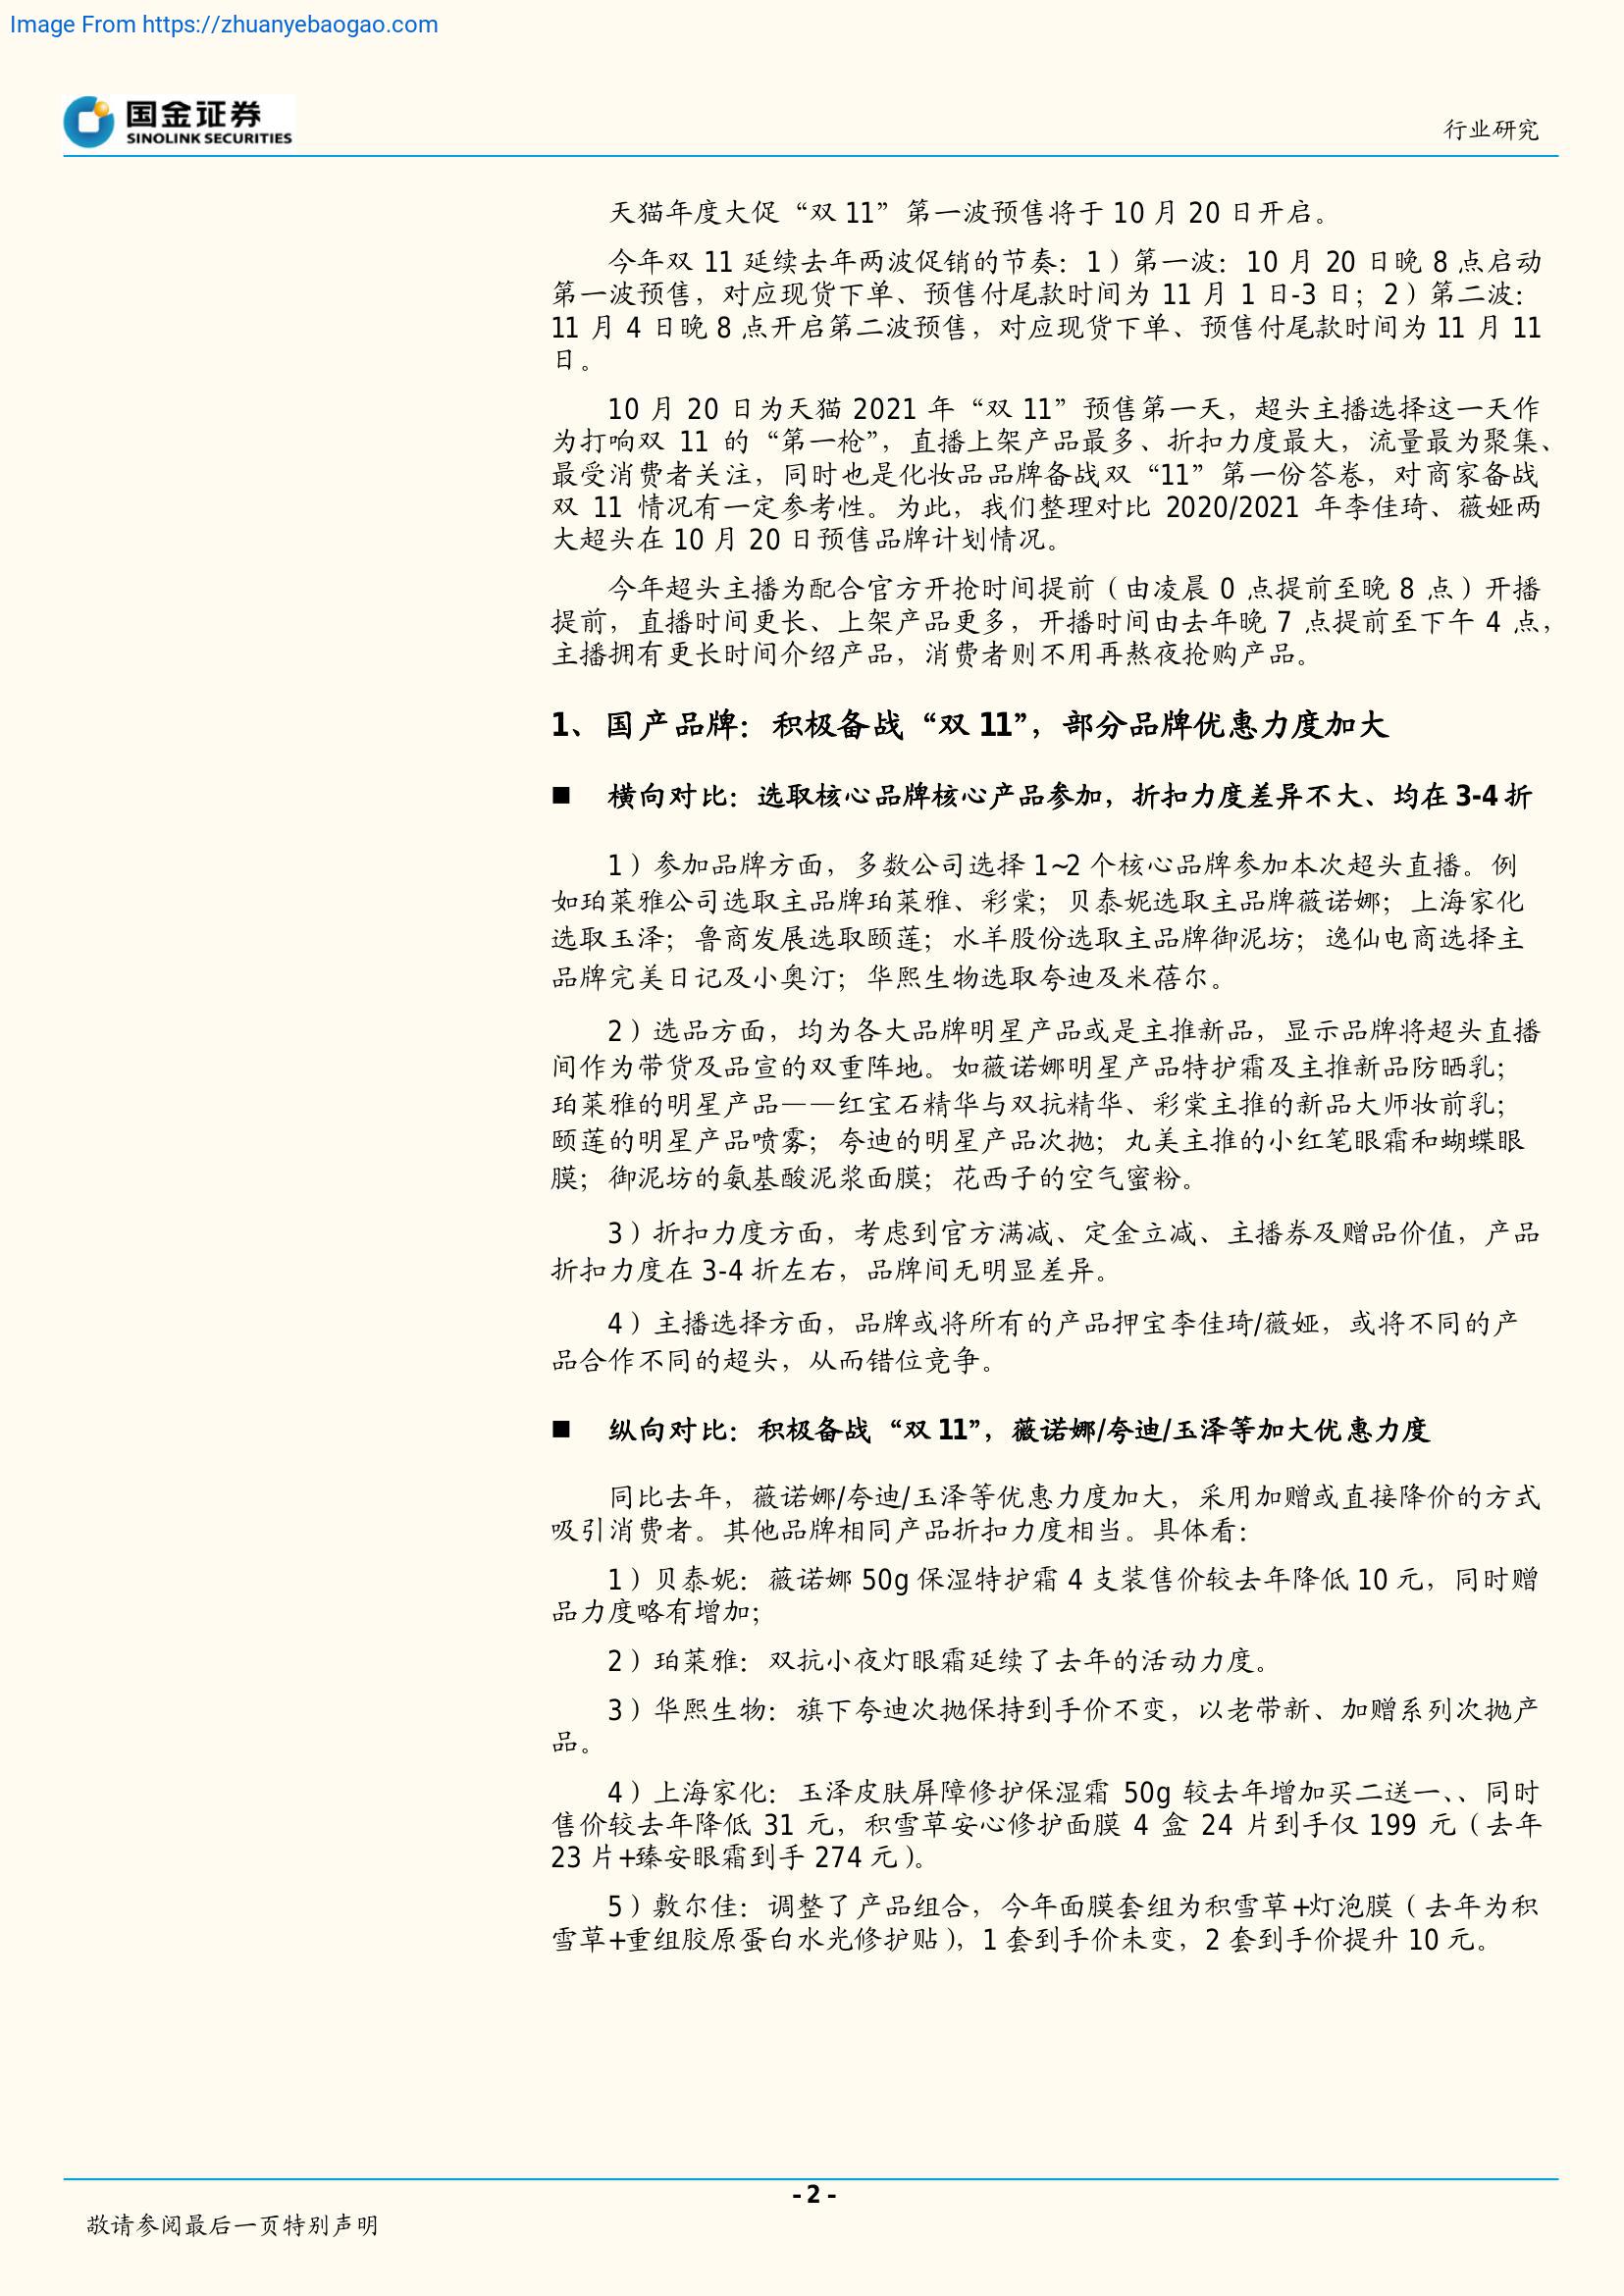 Image From https://zhuanyebaogao.com
国金证券
SINOLINK SECURITIES
行业研究
天猫年度大促“双 11”第一波预售将于 10 月 20 日开启。
今年双 11 延续去年两波促销的节奏：1）第一波：10 月 20 日晚 8 点启动
第一波预售，对应现货下单、预售付尾款时间为 11 月 1 日-3 日；2）第二波：
11 月 4 日晚 8 点开启第二波预售，对应现货下单、预售付尾款时间为 11 月 11
日。
10 月 20 日为天猫 2021 年“双 11”预售第一天，超头主播选择这一天作
为打响双 11 的“第一枪”，直播上架产品最多、折扣力度最大，流量最为聚集、
最受消费者关注，同时也是化妆品品牌备战双“11”第一份答卷，对商家备战
双 11 情况有一定参考性。为此，我们整理对比 2020/2021 年李佳琦、薇娅两
大超头在 10 月 20 日预售品牌计划情况。
今年超头主播为配合官方开抢时间提前（由凌晨 0 点提前至晚 8 点）开播
提前，直播时间更长、上架产品更多，开播时间由去年晚 7 点提前至下午 4 点，
主播拥有更长时间介绍产品，消费者则不用再熬夜抢购产品。
1、国产品牌：积极备战“双 11”，部分品牌优惠力度加大
■ 横向对比：选取核心品牌核心产品参加，折扣力度差异不大、均在 3-4 折
1）参加品牌方面，多数公司选择 1~2 个核心品牌参加本次超头直播。例
如珀莱雅公司选取主品牌珀莱雅、彩棠；贝泰妮选取主品牌薇诺娜；上海家化
选取玉泽；鲁商发展选取颐莲；水羊股份选取主品牌御泥坊；逸仙电商选择主
品牌完美日记及小奥汀；华熙生物选取夸迪及米蓓尔。
2）选品方面，均为各大品牌明星产品或是主推新品，显示品牌将超头直播
间作为带货及品宣的双重阵地。如薇诺娜明星产品特护霜及主推新品防晒乳；
珀莱雅的明星产品——红宝石精华与双抗精华、彩棠主推的新品大师妆前乳；
颐莲的明星产品喷雾；夸迪的明星产品次抛；丸美主推的小红笔眼霜和蝴蝶眼
膜；御泥坊的氨基酸泥浆面膜；花西子的空气蜜粉。
3）折扣力度方面，考虑到官方满减、定金立减、主播券及赠品价值，产品
折扣力度在 3-4 折左右，品牌间无明显差异。
4）主播选择方面，品牌或将所有的产品押宝李佳琦/薇娅，或将不同的产
品合作不同的超头，从而错位竞争。
■ 纵向对比：积极备战“双 11”，薇诺娜/夸迪/玉泽等加大优惠力度
同比去年，薇诺娜/夸迪/玉泽等优惠力度加大，采用加赠或直接降价的方式
吸引消费者。其他品牌相同产品折扣力度相当。具体看：
1）贝泰妮：薇诺娜 50g 保湿特护霜 4 支装售价较去年降低 10 元，同时赠
品力度略有增加；
2）珀莱雅：双抗小夜灯眼霜延续了去年的活动力度。
3）华熙生物：旗下夸迪次抛保持到手价不变，以老带新、加赠系列次抛产
品。
4）上海家化：玉泽皮肤屏障修护保湿霜 50g 较去年增加买二送一、、同时
售价较去年降低 31 元，积雪草安心修护面膜 4 盒 24 片到手仅 199 元（去年
23 片+臻安眼霜到手 274 元）。
5）敷尔佳：调整了产品组合，今年面膜套组为积雪草+灯泡膜（去年为积
雪草+重组胶原蛋白水光修护贴），1 套到手价未变，2 套到手价提升 10 元。
- 2 -
敬请参阅最后一页特别声明